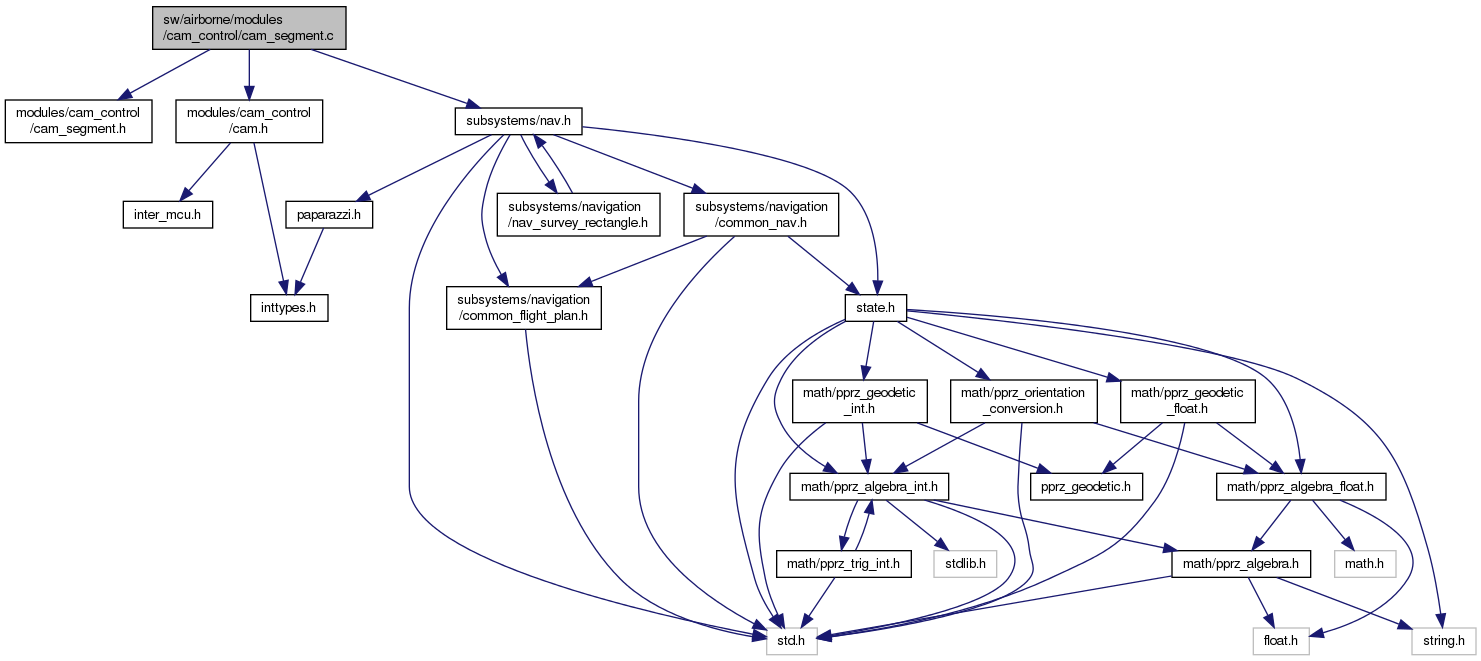 sw/airborne/modules
/cam_control/cam_segment.c
modules/cam_control
/cam_segment.h
modules/cam_control
/cam.h
subsystems/nav.h
inter_mcu.h
paparazzi.h
subsystems/navigation
/nav_survey_rectangle.h
subsystems/navigation
/common_nav.h
inttypes.h
subsystems/navigation
/common_flight_plan.h
state.h
math/pprz_geodetic
_int.h
math/pprz_orientation
_conversion.h
math/pprz_geodetic
_float.h
math/pprz_algebra_int.h
pprz_geodetic.h
math/pprz_algebra_float.h
math/pprz_trig_int.h
stdlib.h
math/pprz_algebra.h
math.h
std.h
float.h
string.h